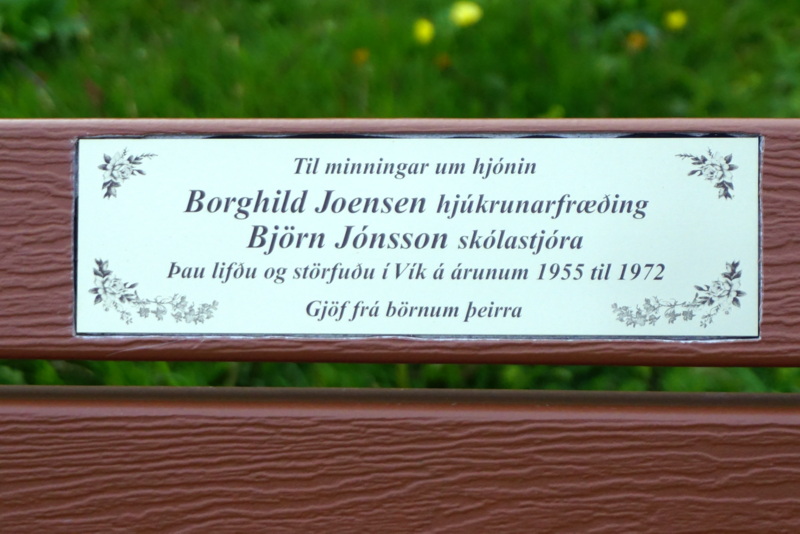 Til minningar um hjónin
Borghild Joensen hjúkrunarfræðing
Björn Jónsson skólastjóra
Þau lifðu og störfuðu í Vík á árunum 1955 til 1972
Gjöf frá börnum þeirra